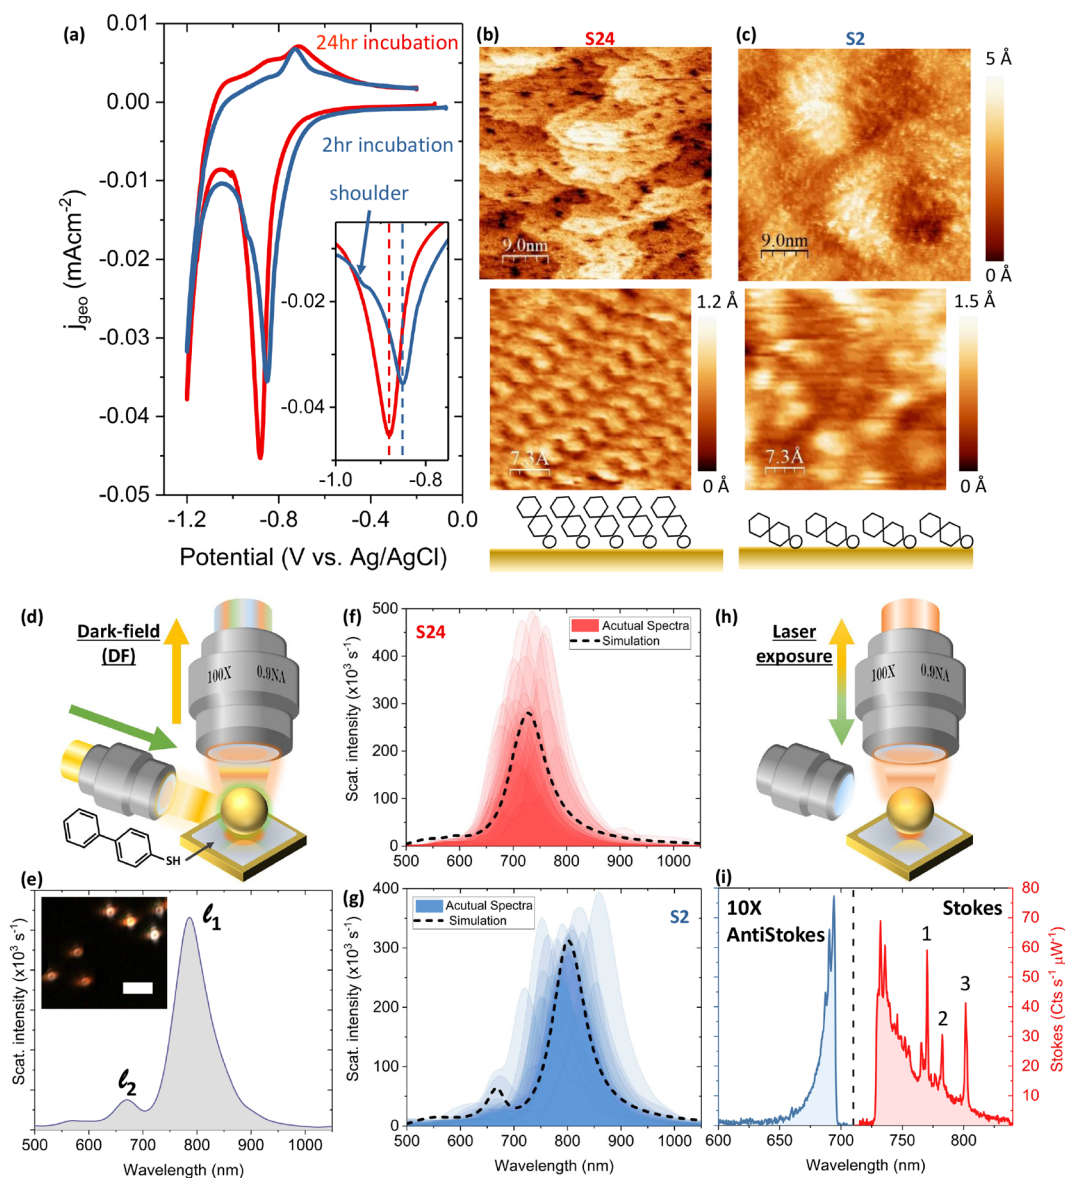 (a)
24hr incubation
2hr incubation
shoulder
0.01
0.00
-0.01
-0.02
-0.03
-0.04
-0.05
j_geo (mAcm-2)
-1.2
-0.8
-0.4
0.0
Potential (V vs. Ag/AgCl)
-0.02
-0.04
-1.0
-0.8
(b)
S24
9.0nm
1.2 Å
7.3Å
0 Å
(c)
S2
5 Å
9.0nm
0 Å
1.5 Å
7.3Å
0 Å
(d)
Dark-field
(DF)
100X 0.9NA
SH
(e)
ℓ1
ℓ2
Scat. intensity (x10³ s⁻¹)
500 600 700 800 900 1000
Wavelength (nm)
(f)
S24
Acutual Spectra
Simulation
500
400
300
200
100
Scat. intensity (x10³ s⁻¹)
500 600 700 800 900 1000
(g)
Acutual Spectra
Simulation
S2
400
300
200
100
0
Scat. intensity (x10³ s⁻¹)
500 600 700 800 900 1000
Wavelength (nm)
(h)
Laser
exposure
100X 0.9NA
(i)
10X
AntiStokes
Stokes
1
2
3
80
70
60
50
40
30
20
10
Stokes (Cts s⁻¹ μW⁻¹)
600 650 700 750 800
Wavelength (nm)